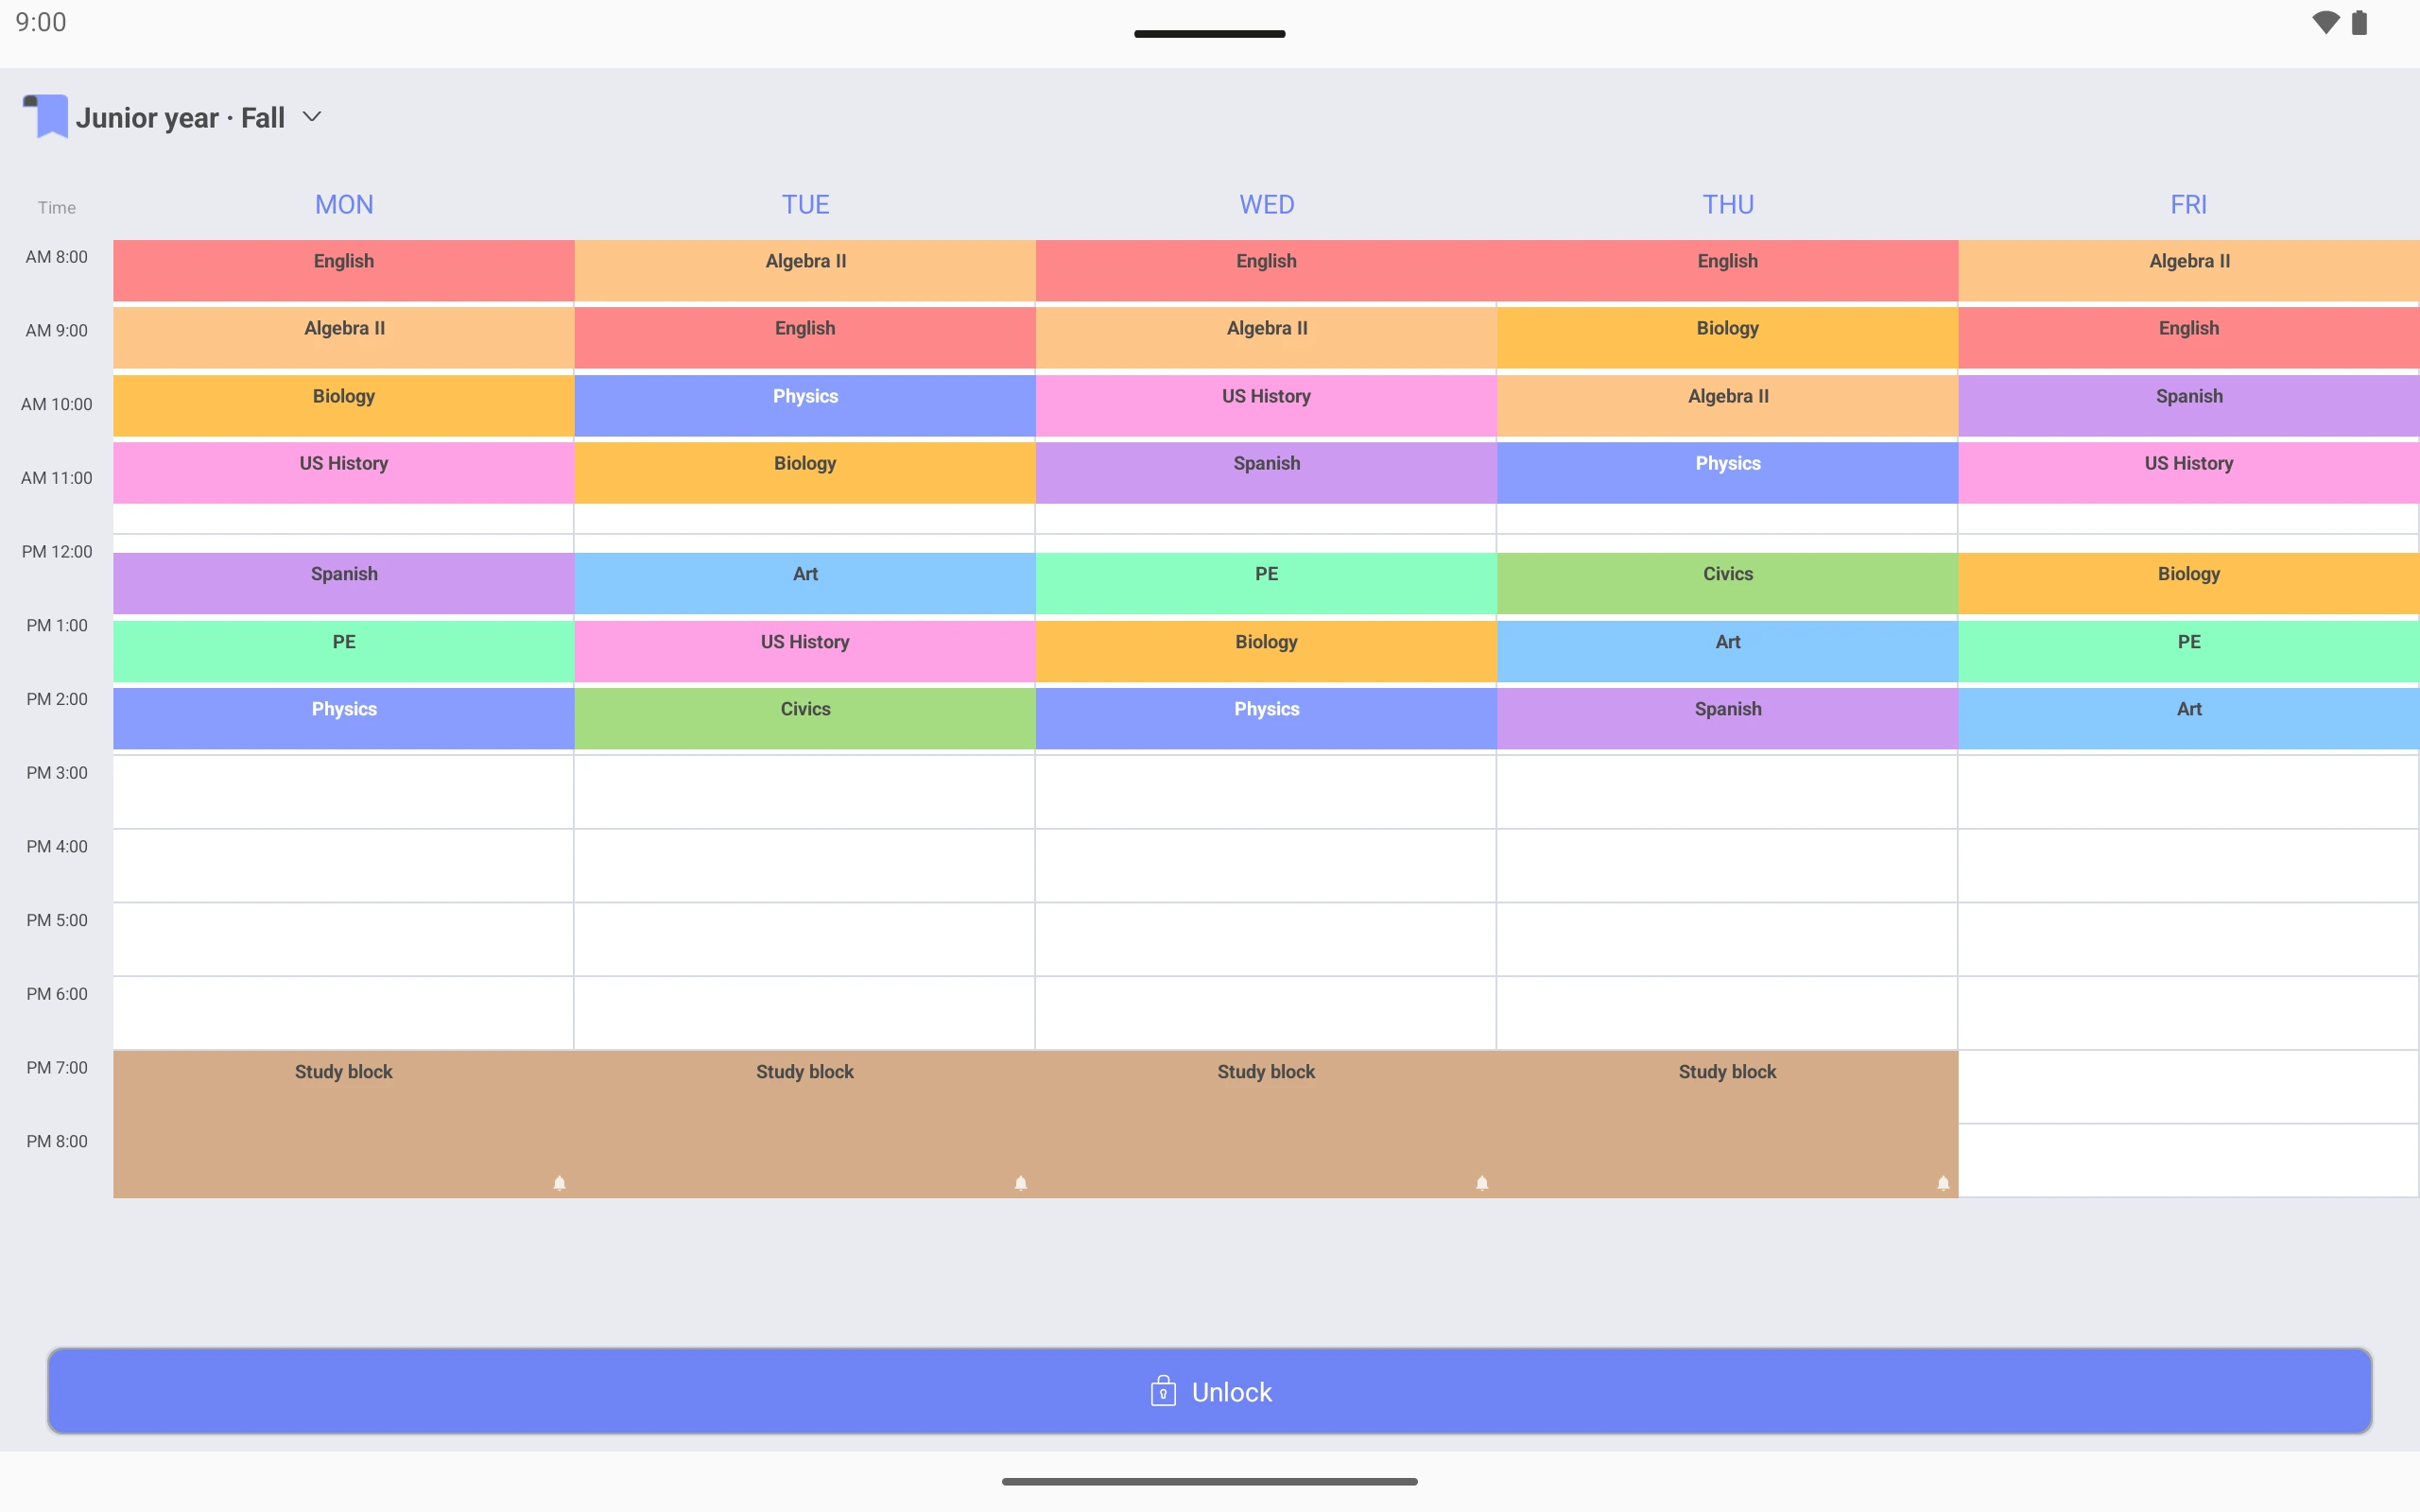 9:00
Junior year · Fall
Time MON TUE WED THU FRI
AM 8:00 English Algebra II English English Algebra II
AM 9:00 Algebra II English Algebra II Biology English
AM 10:00 Biology Physics US History Algebra II Spanish
AM 11:00 US History Biology Spanish Physics US History
PM 12:00 Spanish Art PE Civics Biology
PM 1:00 PE US History Biology Art PE
PM 2:00 Physics Civics Physics Spanish Art
PM 3:00
PM 4:00
PM 5:00
PM 6:00
PM 7:00 Study block Study block Study block Study block
PM 8:00
Unlock